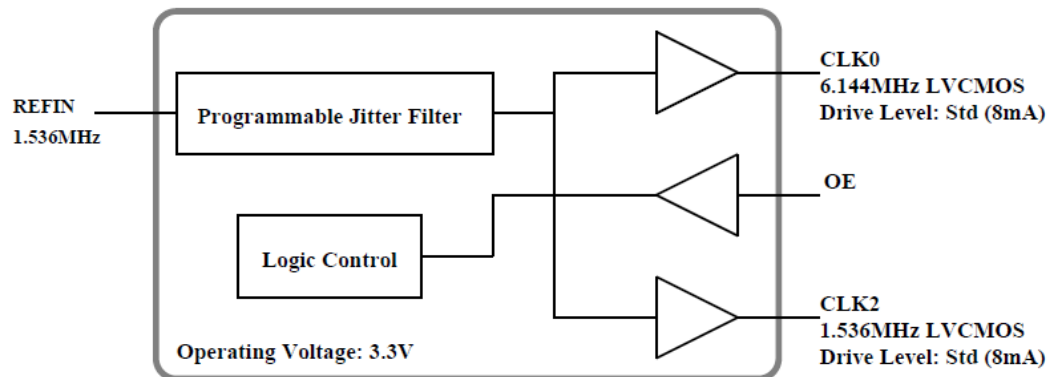 REFIN
1.536MHz
Programmable Jitter Filter
Logic Control
Operating Voltage: 3.3V
CLK0
6.144MHz LVCMOS
Drive Level: Std (8mA)
OE
CLK2
1.536MHz LVCMOS
Drive Level: Std (8mA)